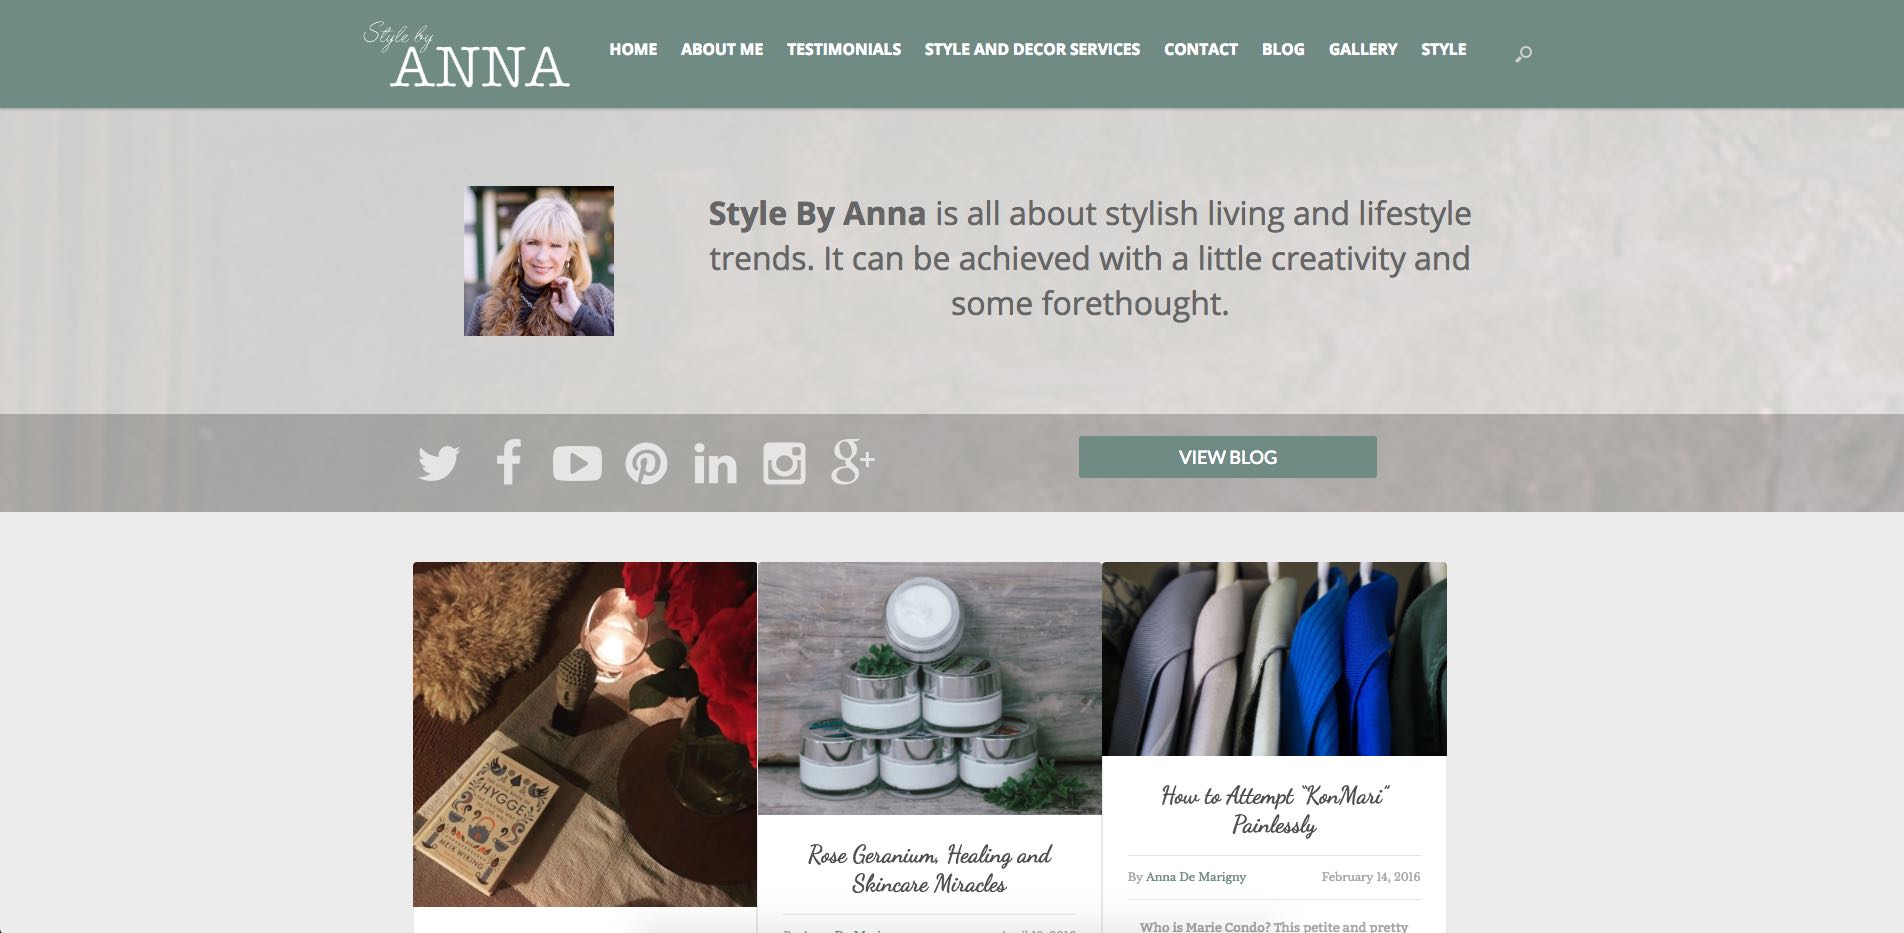 Style by
ANNA
HOME ABOUT ME TESTIMONIALS STYLE AND DECOR SERVICES CONTACT BLOG GALLERY STYLE
Style By Anna is all about stylish living and lifestyle
trends. It can be achieved with a little creativity and
some forethought.
VIEW BLOG
HYGGE
MEIK WIKING
Rose Geranium, Healing and
Skincare Miracles
How to Attempt “KonMari”
Painlessly
By Anna De Marigny February 14, 2016
Who is Marie Condo? This petite and pretty